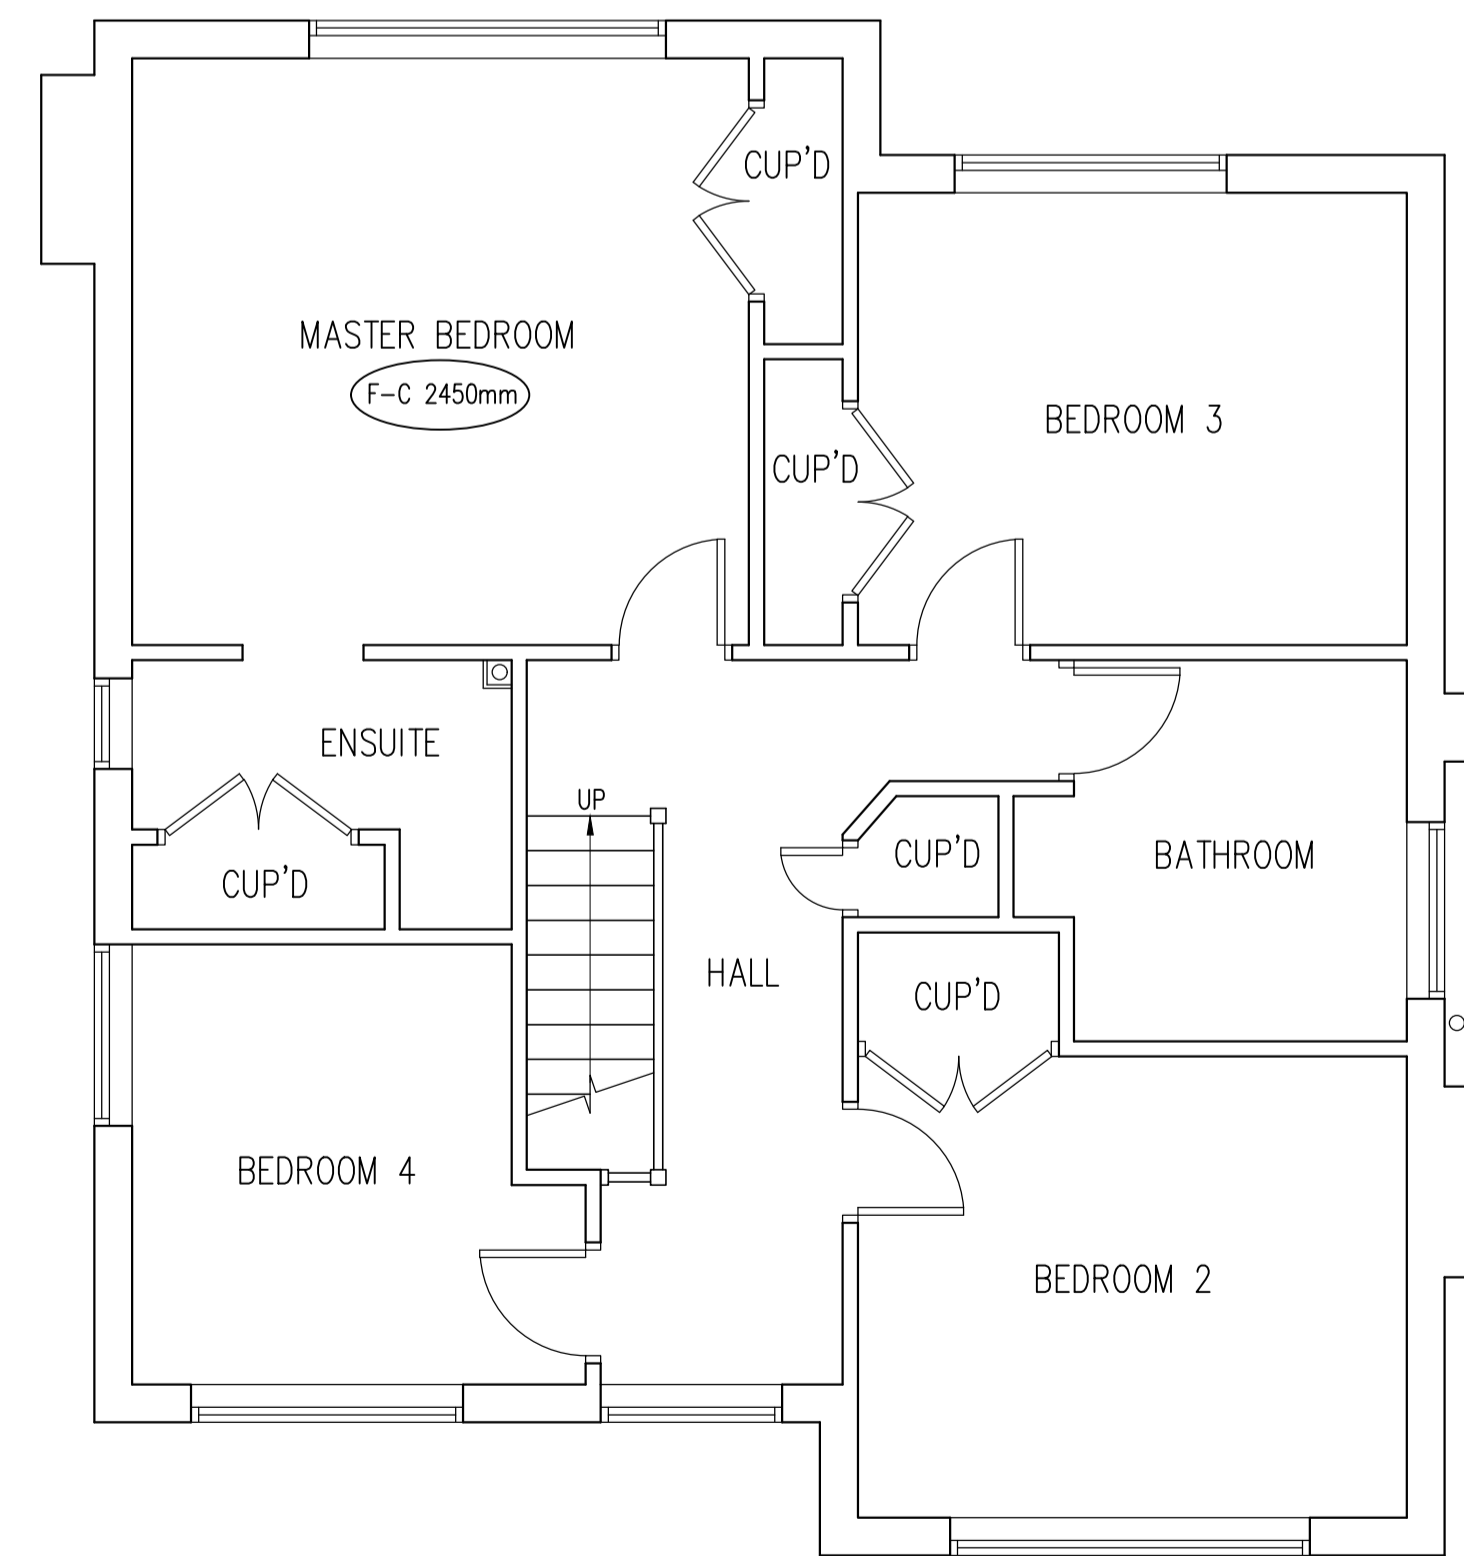 CUP'D
MASTER BEDROOM
F-C 2450mm
BEDROOM 3
CUP'D
ENSUITE
UP
CUP'D
BATHROOM
CUP'D
HALL
CUP'D
BEDROOM 4
BEDROOM 2